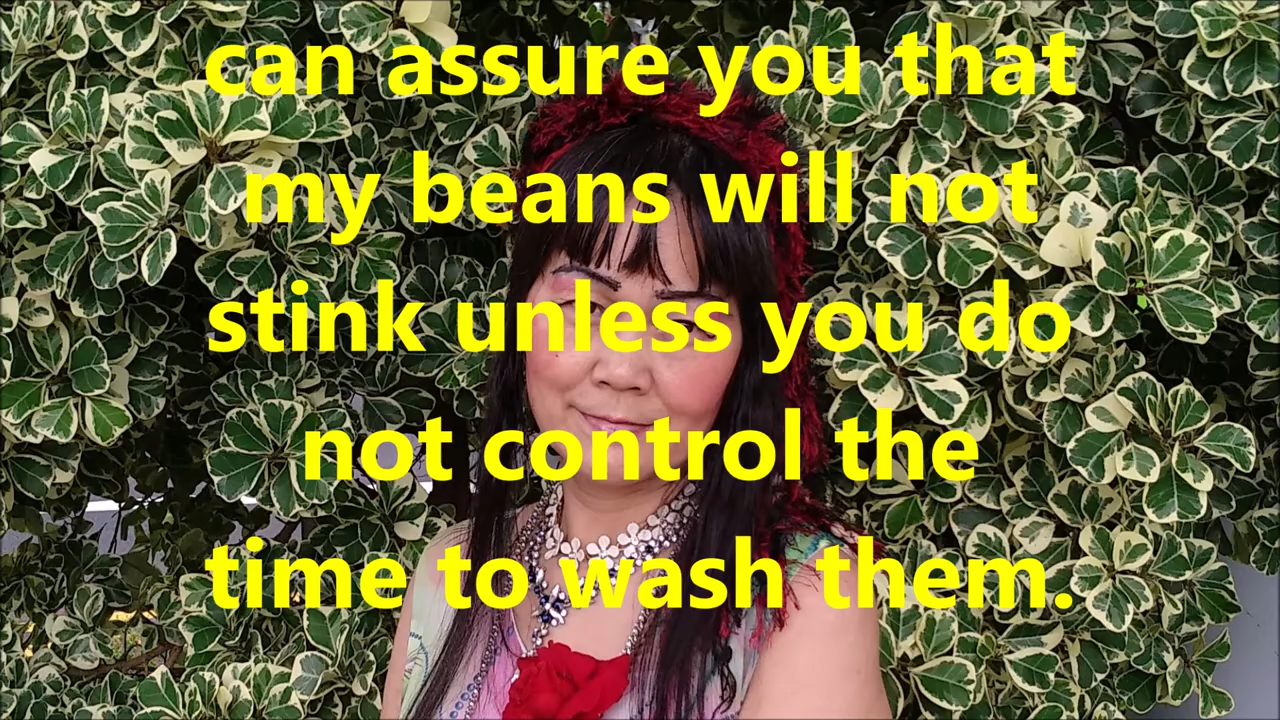 can assure you that
my beans will not
stink unless you do
not control the
time to wash them.